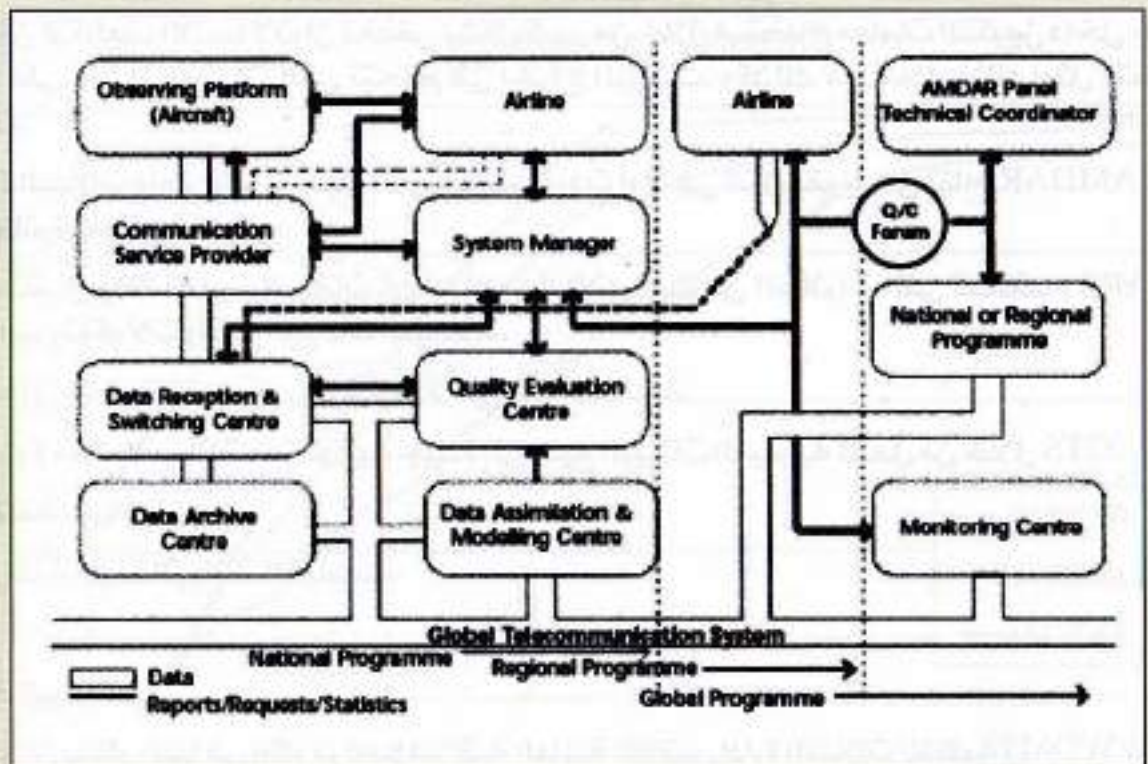 Observing Platform
(Aircraft)
Airline
Airline
AMDAR Panel
Technical Coordinator
Communication
Service Provider
System Manager
Q/C
Forum
National or Regional
Programme
Data Reception &
Switching Centre
Quality Evaluation
Centre
Data Archive
Centre
Data Assimilation &
Modelling Centre
Monitoring Centre
Global Telecommunication System
National Programme
Regional Programme
Global Programme
Data
Reports/Requests/Statistics